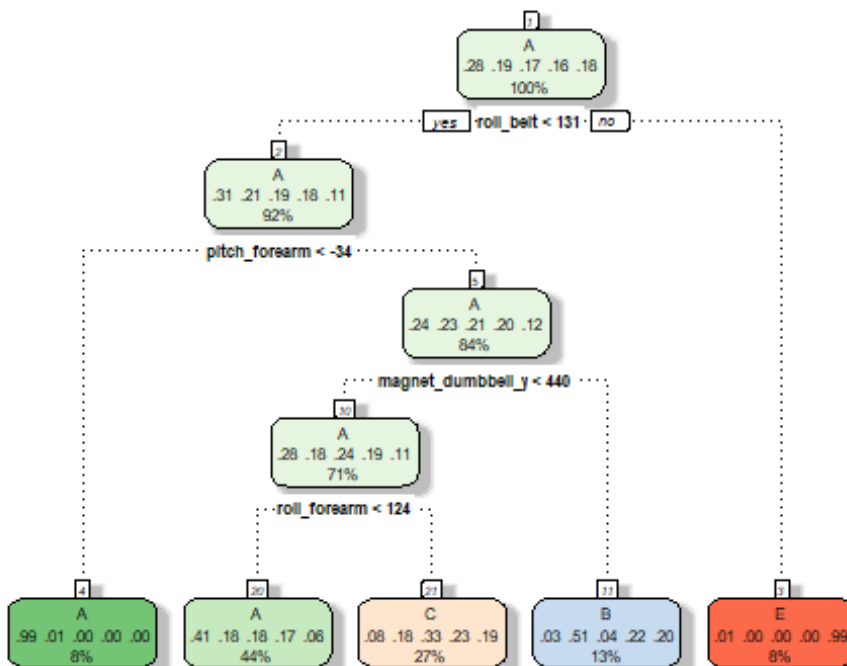 1
A
.28 .19 .17 .16 .18
100%
yes roll_belt < 131 no
2
A
.31 .21 .19 .18 .11
92%
pitch_forearm < -34
5
A
.24 .23 .21 .20 .12
84%
magnet_dumbbell_y < 440
10
A
.28 .18 .24 .19 .11
71%
roll_forearm < 124
4
A
.99 .01 .00 .00 .00
8%
20
A
.41 .18 .18 .17 .06
44%
21
C
.08 .18 .33 .23 .19
27%
11
B
.03 .51 .04 .22 .20
13%
3
E
.01 .00 .00 .00 .99
8%